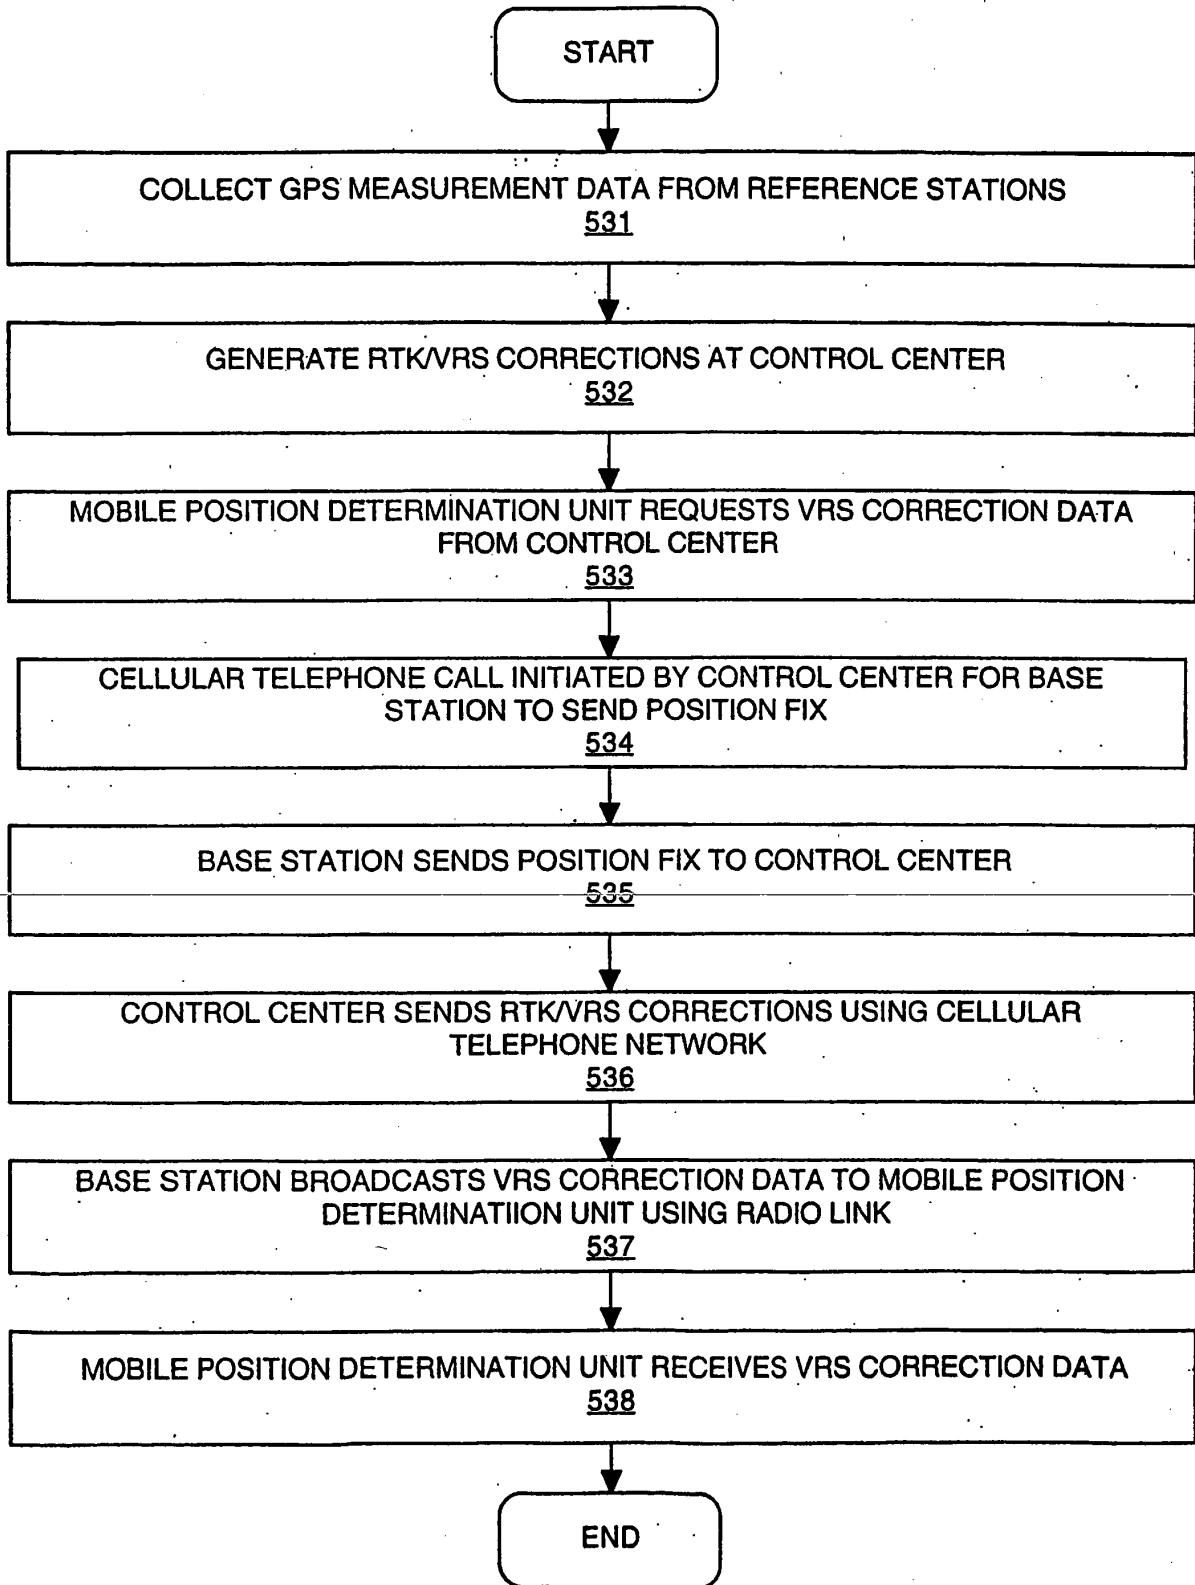 START
COLLECT GPS MEASUREMENT DATA FROM REFERENCE STATIONS
531
GENERATE RTK/VRS CORRECTIONS AT CONTROL CENTER
532
MOBILE POSITION DETERMINATION UNIT REQUESTS VRS CORRECTION DATA
FROM CONTROL CENTER
533
CELLULAR TELEPHONE CALL INITIATED BY CONTROL CENTER FOR BASE
STATION TO SEND POSITION FIX
534
BASE STATION SENDS POSITION FIX TO CONTROL CENTER
535
CONTROL CENTER SENDS RTK/VRS CORRECTIONS USING CELLULAR
TELEPHONE NETWORK
536
BASE STATION BROADCASTS VRS CORRECTION DATA TO MOBILE POSITION
DETERMINATIION UNIT USING RADIO LINK
537
MOBILE POSITION DETERMINATION UNIT RECEIVES VRS CORRECTION DATA
538
END